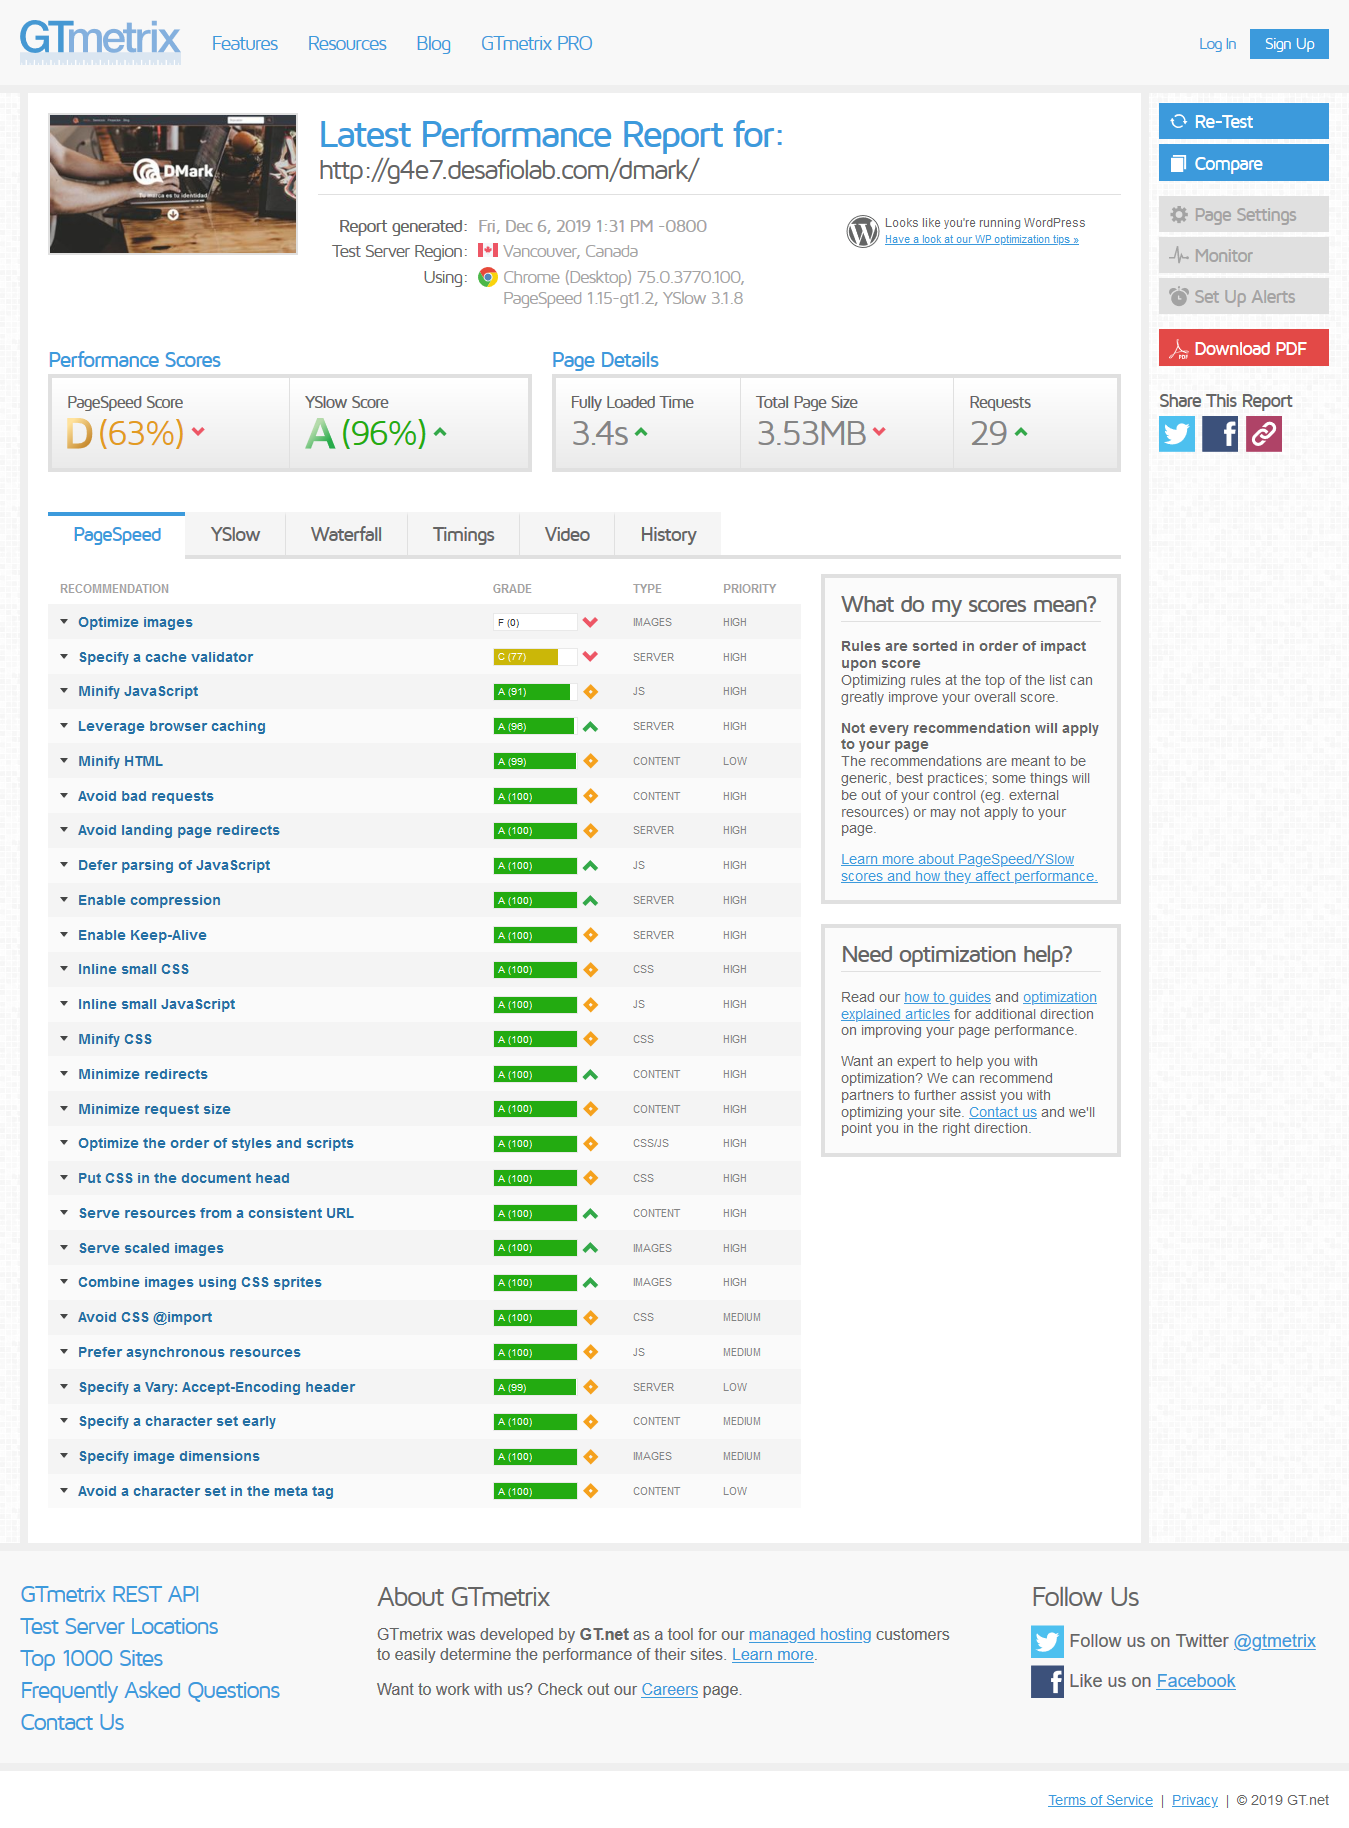 GTmetrix
Features Resources Blog GTmetrix PRO
Log In Sign Up
DMark
Tu marca es tu identidad
Latest Performance Report for:
http://g4e7.desafiolab.com/dmark/
Report generated: Fri, Dec 6, 2019 1:31 PM -0800
Test Server Region: Vancouver, Canada
Using: Chrome (Desktop) 75.0.3770.100,
PageSpeed 1.15-gt1.2, YSlow 3.1.8
Looks like you're running WordPress
Have a look at our WP optimization tips »
Re-Test
Compare
Page Settings
Monitor
Set Up Alerts
Download PDF
PDF
Share This Report
Performance Scores
PageSpeed Score YSlow Score
D (63%) A (96%)
Page Details
Fully Loaded Time Total Page Size Requests
3.4s 3.53MB 29
PageSpeed YSlow Waterfall Timings Video History
RECOMMENDATION GRADE TYPE PRIORITY
Optimize images F (0) IMAGES HIGH
Specify a cache validator C (77) SERVER HIGH
Minify JavaScript A (91) JS HIGH
Leverage browser caching A (96) SERVER HIGH
Minify HTML A (99) CONTENT LOW
Avoid bad requests A (100) CONTENT HIGH
Avoid landing page redirects A (100) SERVER HIGH
Defer parsing of JavaScript A (100) JS HIGH
Enable compression A (100) SERVER HIGH
Enable Keep-Alive A (100) SERVER HIGH
Inline small CSS A (100) CSS HIGH
Inline small JavaScript A (100) JS HIGH
Minify CSS A (100) CSS HIGH
Minimize redirects A (100) CONTENT HIGH
Minimize request size A (100) CONTENT HIGH
Optimize the order of styles and scripts A (100) CSS/JS HIGH
Put CSS in the document head A (100) CSS HIGH
Serve resources from a consistent URL A (100) CONTENT HIGH
Serve scaled images A (100) IMAGES HIGH
Combine images using CSS sprites A (100) IMAGES HIGH
Avoid CSS @import A (100) CSS MEDIUM
Prefer asynchronous resources A (100) JS MEDIUM
Specify a Vary: Accept-Encoding header A (99) SERVER LOW
Specify a character set early A (100) CONTENT MEDIUM
Specify image dimensions A (100) IMAGES MEDIUM
Avoid a character set in the meta tag A (100) CONTENT LOW
What do my scores mean?
Rules are sorted in order of impact
upon score
Optimizing rules at the top of the list can
greatly improve your overall score.
Not every recommendation will apply
to your page
The recommendations are meant to be
generic, best practices; some things will
be out of your control (eg. external
resources) or may not apply to your
page.
Learn more about PageSpeed/YSlow
scores and how they affect performance.
Need optimization help?
Read our how to guides and optimization
explained articles for additional direction
on improving your page performance.
Want an expert to help you with
optimization? We can recommend
partners to further assist you with
optimizing your site. Contact us and we'll
point you in the right direction.
GTmetrix REST API
Test Server Locations
Top 1000 Sites
Frequently Asked Questions
Contact Us
About GTmetrix
GTmetrix was developed by GT.net as a tool for our managed hosting customers
to easily determine the performance of their sites. Learn more.
Want to work with us? Check out our Careers page.
Follow Us
Follow us on Twitter @gtmetrix
Like us on Facebook
Terms of Service | Privacy | © 2019 GT.net